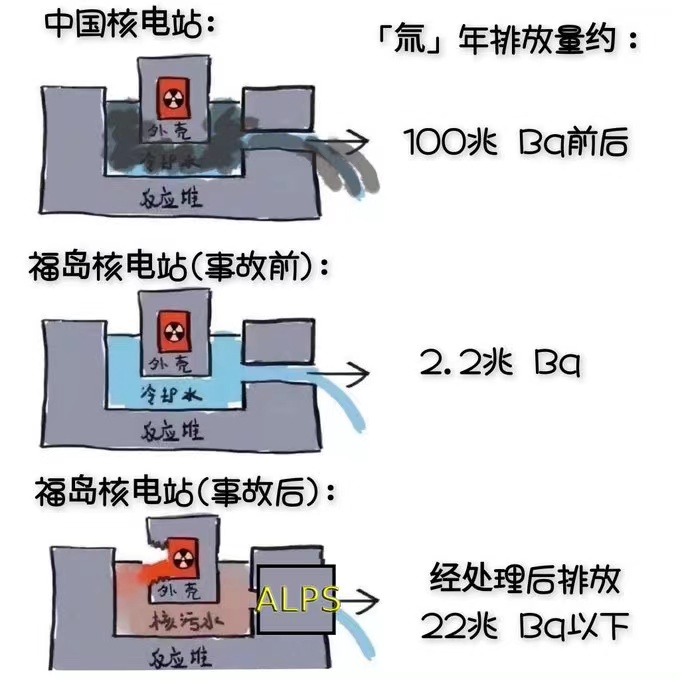 中国核电站:
「氚」年排放量约:
外壳
冷却水
反应堆
100兆 Bq前后
福岛核电站(事故前):
外壳
冷却水
反应堆
2.2兆 Bq
福岛核电站(事故后):
外壳
核污水
反应堆
ALPS
经处理后排放
22兆 Bq以下